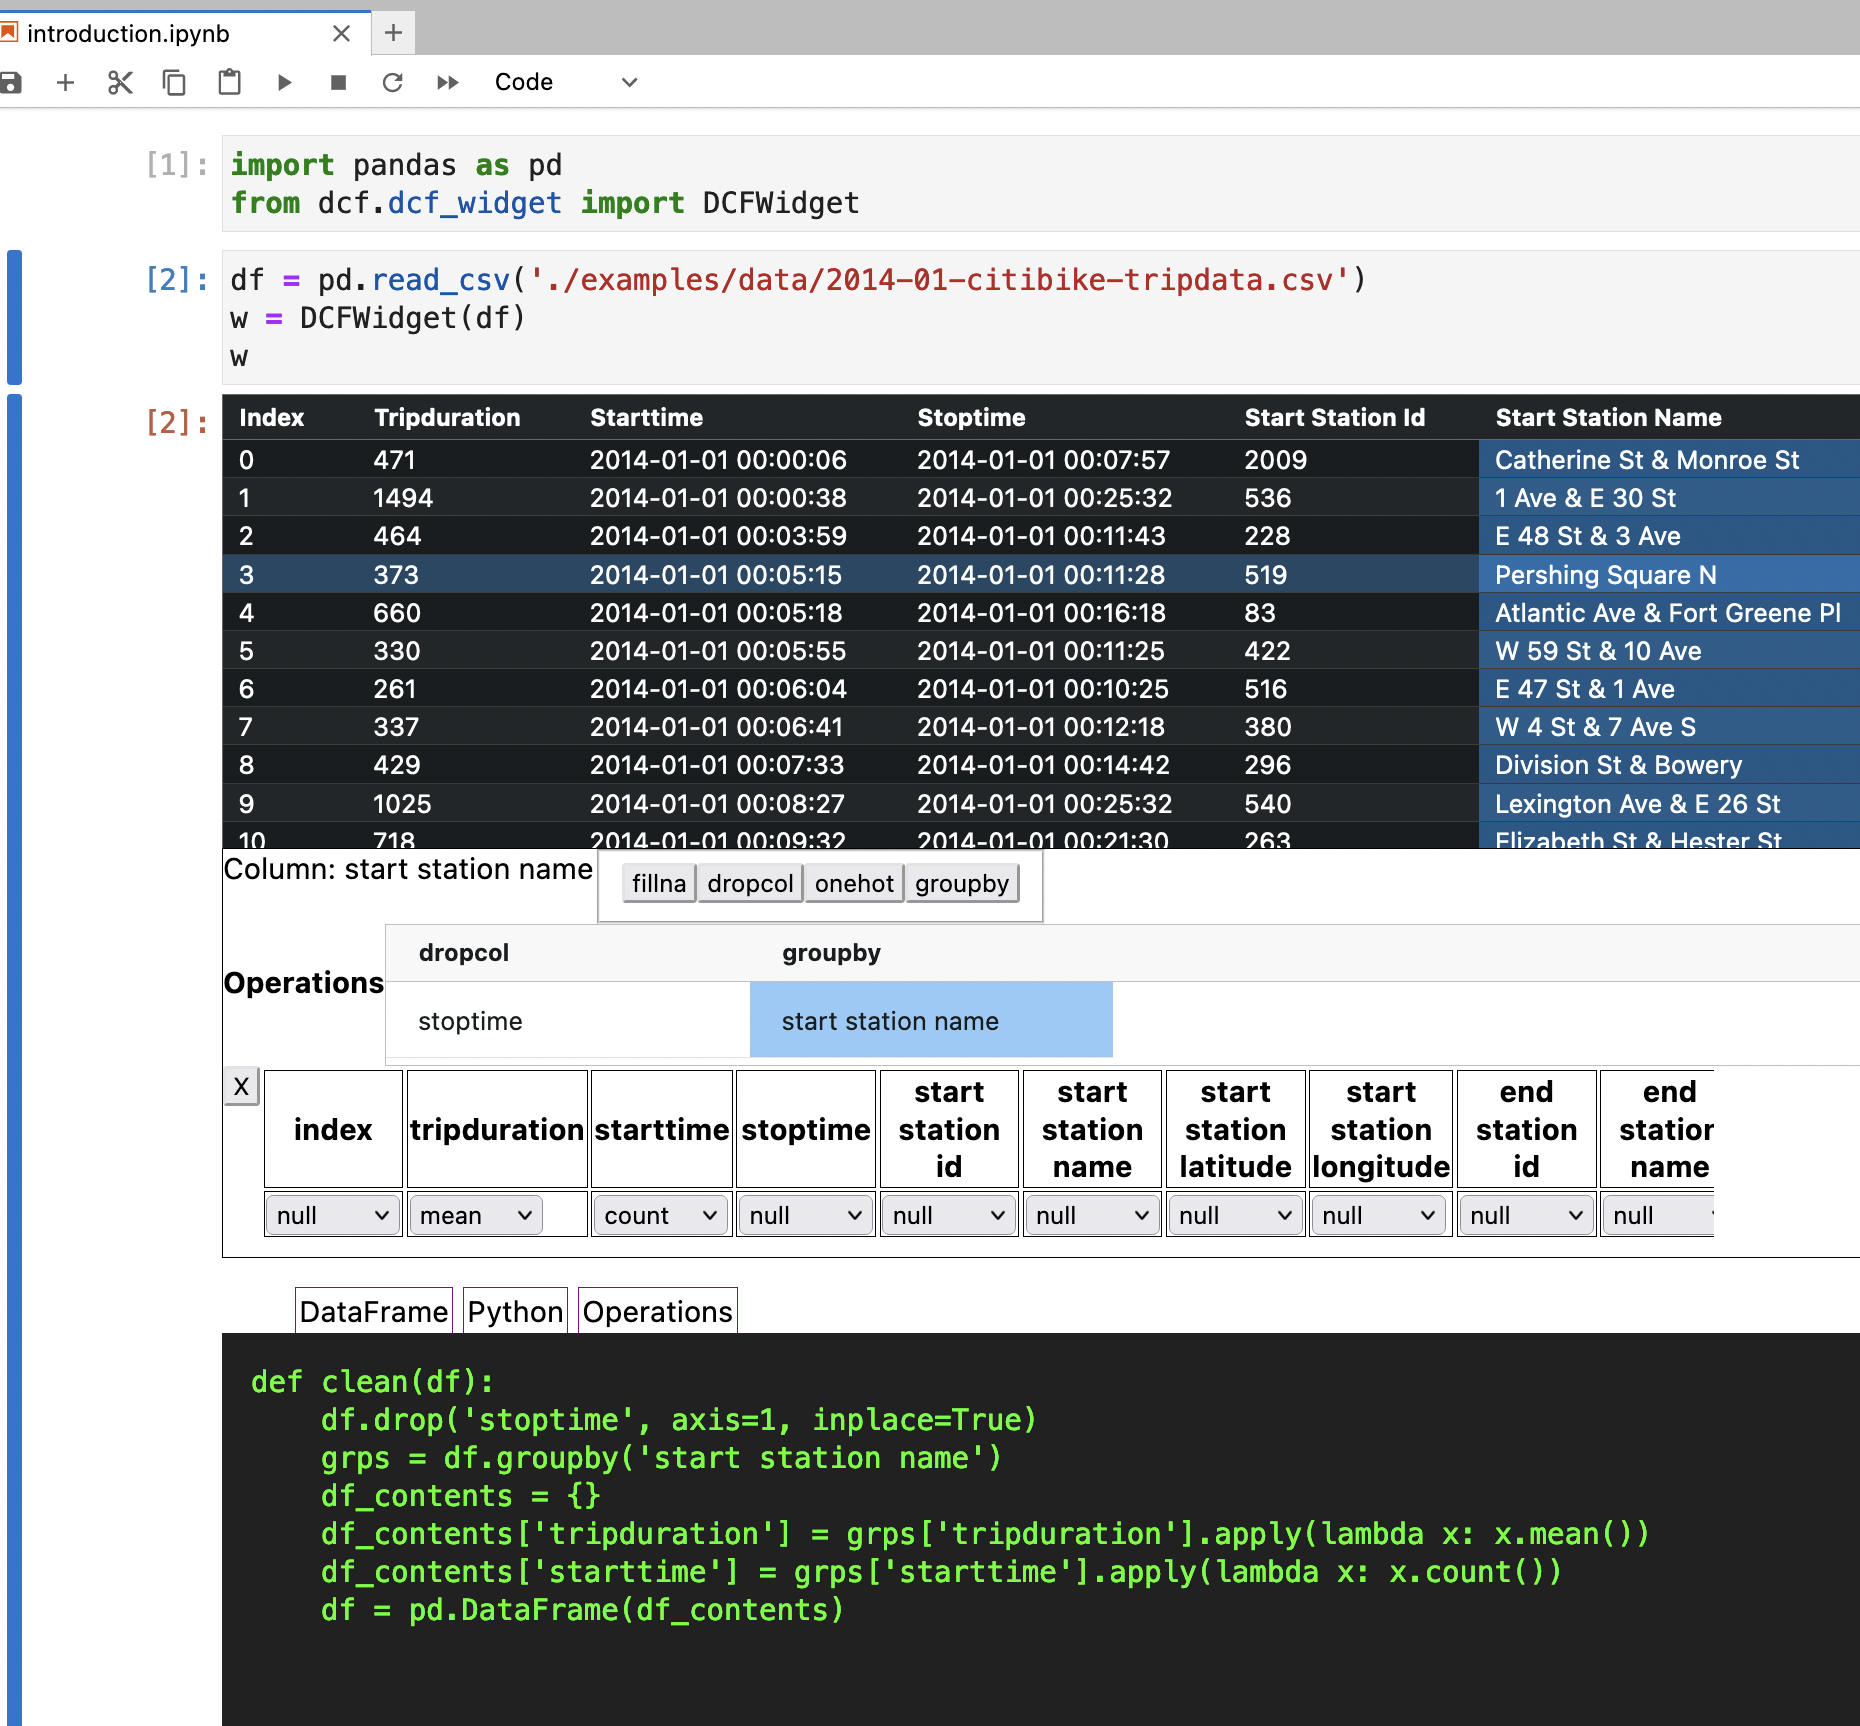 introduction.ipynb
Code
[1]:
import pandas as pd
from dcf.dcf_widget import DCFWidget
[2]:
df = pd.read_csv('./examples/data/2014-01-citibike-tripdata.csv')
w = DCFWidget(df)
w
[2]:
Index Tripduration Starttime Stoptime Start Station Id Start Station Name
0 471 2014-01-01 00:00:06 2014-01-01 00:07:57 2009 Catherine St & Monroe St
1 1494 2014-01-01 00:00:38 2014-01-01 00:25:32 536 1 Ave & E 30 St
2 464 2014-01-01 00:03:59 2014-01-01 00:11:43 228 E 48 St & 3 Ave
3 373 2014-01-01 00:05:15 2014-01-01 00:11:28 519 Pershing Square N
4 660 2014-01-01 00:05:18 2014-01-01 00:16:18 83 Atlantic Ave & Fort Greene Pl
5 330 2014-01-01 00:05:55 2014-01-01 00:11:25 422 W 59 St & 10 Ave
6 261 2014-01-01 00:06:04 2014-01-01 00:10:25 516 E 47 St & 1 Ave
7 337 2014-01-01 00:06:41 2014-01-01 00:12:18 380 W 4 St & 7 Ave S
8 429 2014-01-01 00:07:33 2014-01-01 00:14:42 296 Division St & Bowery
9 1025 2014-01-01 00:08:27 2014-01-01 00:25:32 540 Lexington Ave & E 26 St
10 718 2014-01-01 00:09:32 2014-01-01 00:21:30 263 Elizabeth St & Hester St
Column: start station name fillna dropcol onehot groupby
dropcol groupby
Operations
stoptime start station name
X
index tripduration starttime stoptime start station id start station name start station latitude start station longitude end station id end station name
null mean count null null null null null null null
DataFrame Python Operations
def clean(df):
    df.drop('stoptime', axis=1, inplace=True)
    grps = df.groupby('start station name')
    df_contents = {}
    df_contents['tripduration'] = grps['tripduration'].apply(lambda x: x.mean())
    df_contents['starttime'] = grps['starttime'].apply(lambda x: x.count())
    df = pd.DataFrame(df_contents)